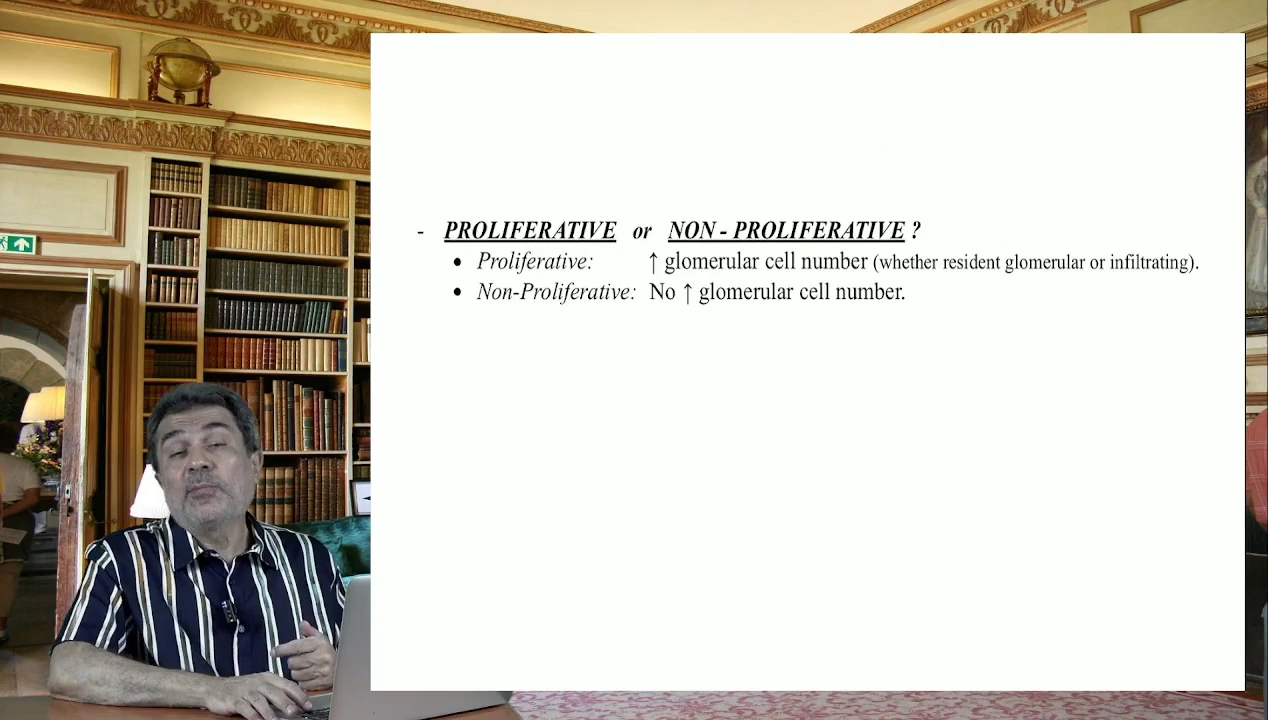 - PROLIFERATIVE or NON - PROLIFERATIVE ?
• Proliferative: ↑ glomerular cell number (whether resident glomerular or infiltrating).
• Non-Proliferative: No ↑ glomerular cell number.